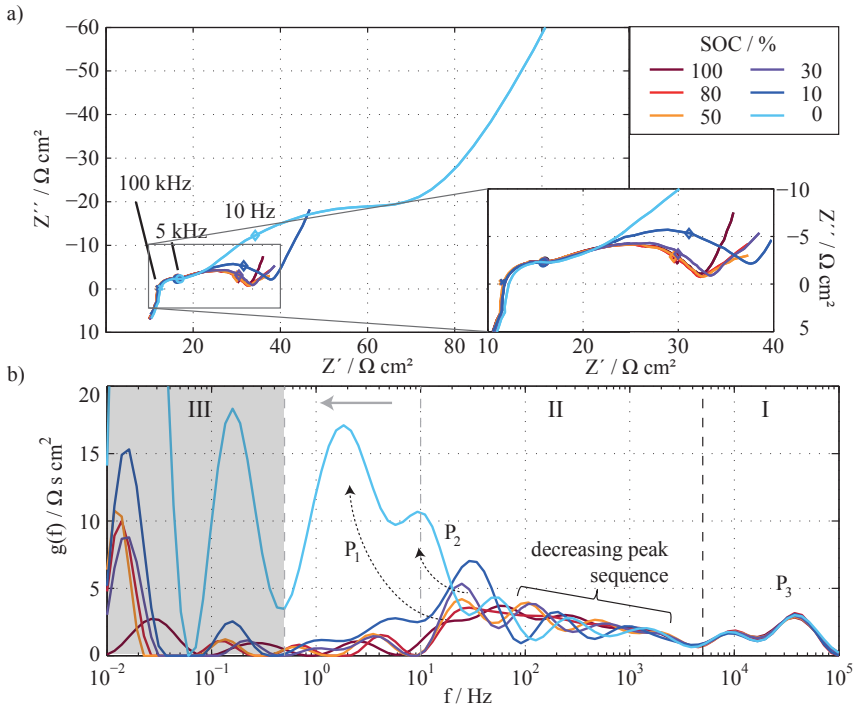 a)
−60
−50
−40
−30
−20
−10
0
10
Z´´ / Ω cm²
100 kHz
5 kHz
10 Hz
20
40
60
80
Z´ / Ω cm²
SOC / %
100
80
50
30
10
0
−10
−5
0
5
Z´´ / Ω cm²
10
20
30
40
Z´ / Ω cm²
b)
20
15
10
5
0
g(f) / Ω s cm²
III
II
I
P₁
P₂
decreasing peak
sequence
P₃
10⁻²
10⁻¹
10⁰
10¹
10²
10³
10⁴
10⁵
f / Hz